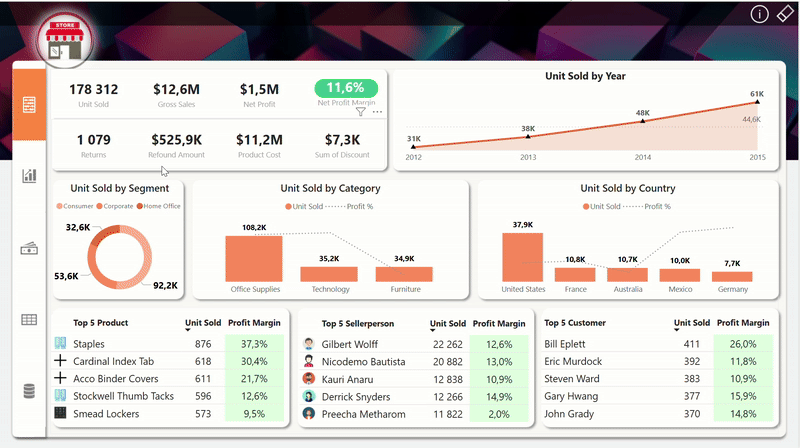 STORE
178 312
Unit Sold
$12,6M
Gross Sales
$1,5M
Net Profit
11,6%
Net Profit Margin
1 079
Returns
$525,9K
Refound Amount
$11,2M
Product Cost
$7,3K
Sum of Discount
Unit Sold by Year
31K
38K
48K
61K
44,6K
2012 2013 2014 2015
Unit Sold by Segment
Consumer Corporate Home Office
32,6K
53,6K
92,2K
Unit Sold by Category
Unit Sold Profit %
108,2K
35,2K
34,9K
Office Supplies Technology Furniture
Unit Sold by Country
Unit Sold Profit %
37,9K
10,8K
10,7K
10,0K
7,7K
United States France Australia Mexico Germany
Top 5 Product Unit Sold Profit Margin
Staples 876 37,3%
Cardinal Index Tab 618 30,4%
Acco Binder Covers 611 21,7%
Stockwell Thumb Tacks 596 12,6%
Smead Lockers 573 9,5%
Top 5 Sellerperson Unit Sold Profit Margin
Gilbert Wolff 22 262 12,6%
Nicodemo Bautista 20 882 13,0%
Kauri Anaru 12 838 10,9%
Derrick Snyders 12 266 14,9%
Preecha Metharom 11 822 2,0%
Top 5 Customer Unit Sold Profit Margin
Bill Eplett 411 26,0%
Eric Murdock 392 11,8%
Steven Ward 383 10,9%
Gary Hwang 377 15,9%
John Grady 370 14,8%